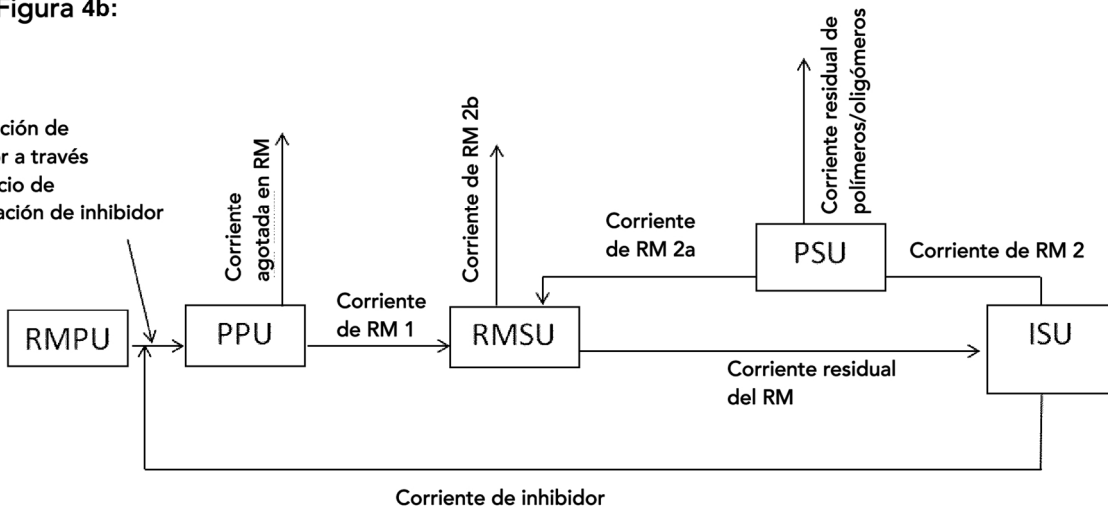 Figura 4b:
ción de
r a través
cio de
ación de inhibidor
RMPU
PPU
Corriente
agotada en RM
Corriente
de RM 1
Corriente de RM 2b
RMSU
Corriente
de RM 2a
PSU
Corriente residual de
polímeros/oligómeros
Corriente de RM 2
ISU
Corriente residual
del RM
Corriente de inhibidor